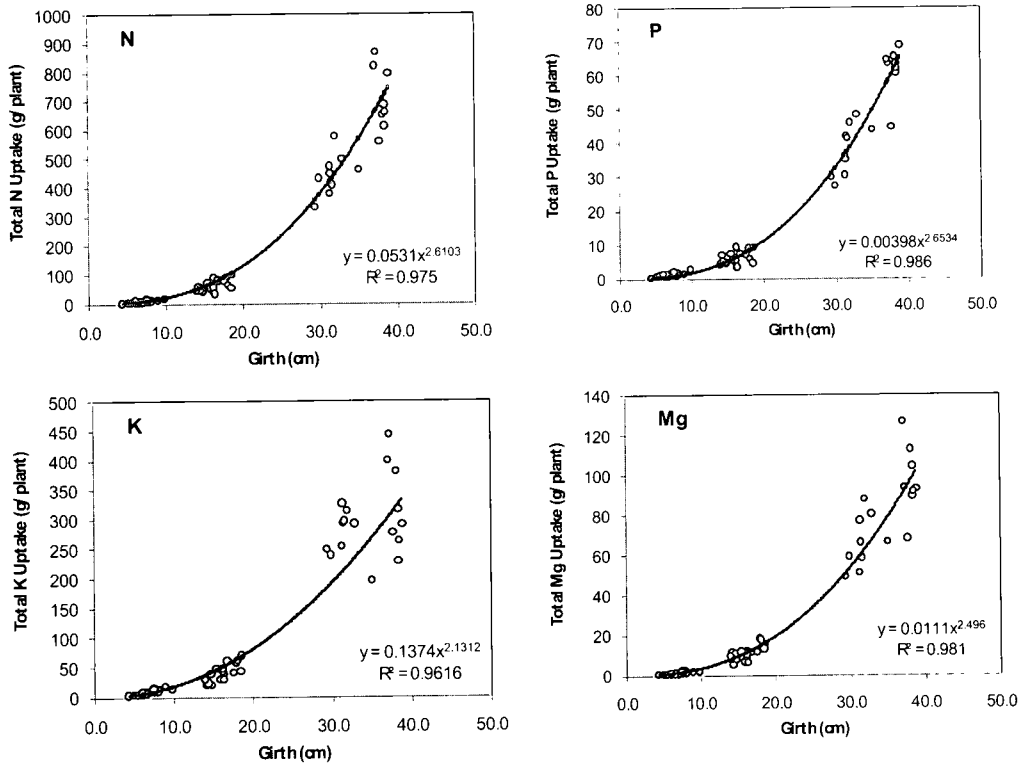 N
Total N Uptake (g/ plant)
1000
900
800
700
600
500
400
300
200
100
0
y = 0.0531x^2.6103
R² = 0.975
0.0 10.0 20.0 30.0 40.0 50.0
Girth (cm)
P
Total P Uptake (g/ plant)
80
70
60
50
40
30
20
10
0
y = 0.00398x^2.6534
R² = 0.986
0.0 10.0 20.0 30.0 40.0 50.0
Girth (cm)
K
Total K Uptake (g/ plant)
500
450
400
350
300
250
200
150
100
50
0
y = 0.1374x^2.1312
R² = 0.9616
0.0 10.0 20.0 30.0 40.0 50.0
Girth (cm)
Mg
Total Mg Uptake (g/ plant)
140
120
100
80
60
40
20
0
y = 0.0111x^2.496
R² = 0.981
0.0 10.0 20.0 30.0 40.0 50.0
Girth (cm)